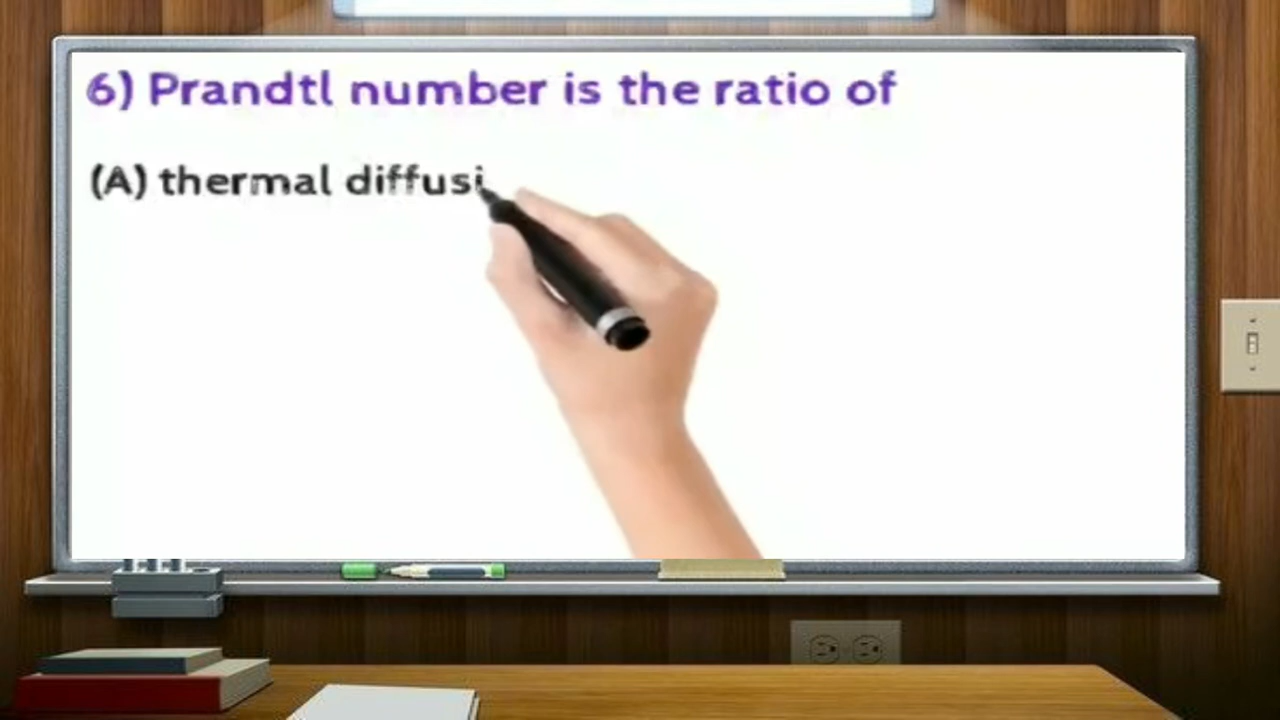 6) Prandtl number is the ratio of
(A) thermal diffusi